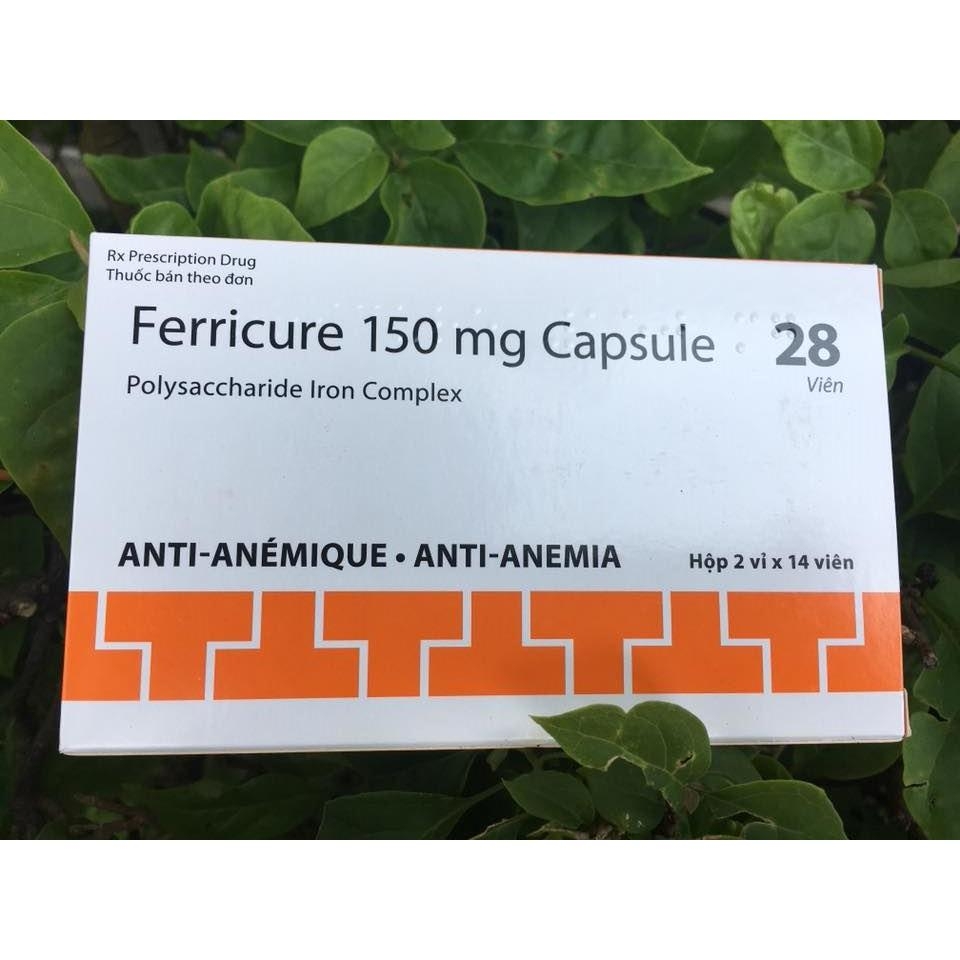 Rx Prescription Drug
Thuốc bán theo đơn
Ferricure 150 mg Capsule 28
Viên
Polysaccharide Iron Complex
ANTI-ANÉMIQUE • ANTI-ANEMIA Hộp 2 vỉ x 14 viên